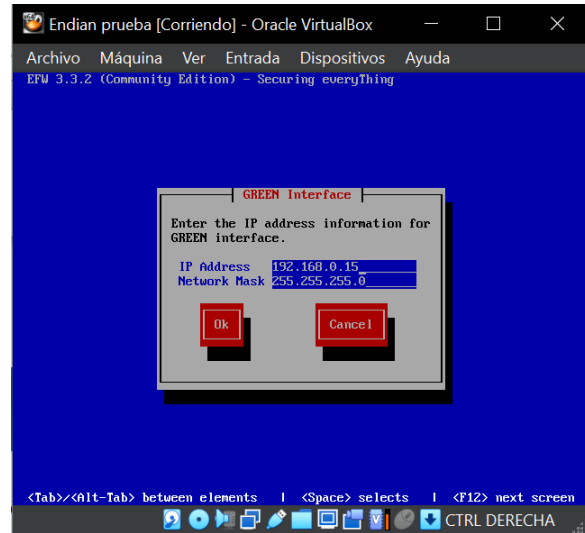 Endian prueba [Corriendo] - Oracle VirtualBox
Archivo Máquina Ver Entrada Dispositivos Ayuda
EFW 3.3.2 (Community Edition) - Securing everyThing
GREEN Interface
Enter the IP address information for
GREEN interface.
IP Address 192.168.0.15
Network Mask 255.255.255.0
Ok Cancel
<Tab>/<Alt-Tab> between elements | <Space> selects | <F12> next screen
CTRL DERECHA